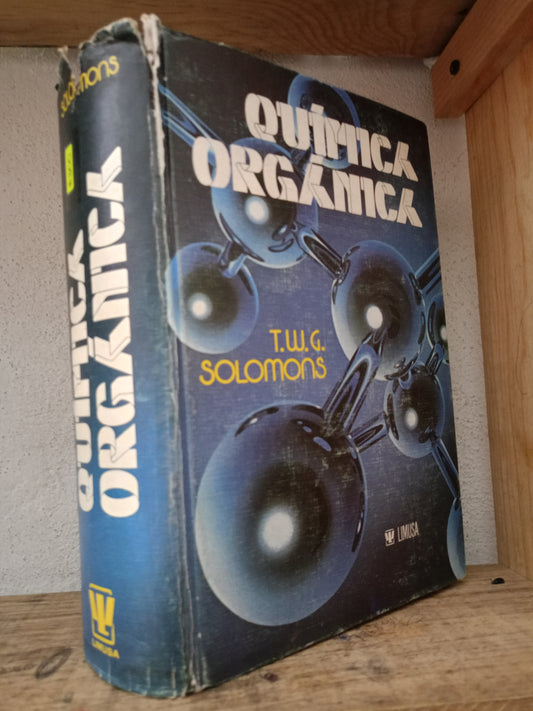 SOLOMONS
QUÍMICA
ORGÁNICA
LIMUSA
QUÍMICA
ORGÁNICA
T.W.G.
SOLOMONS
LIMUSA